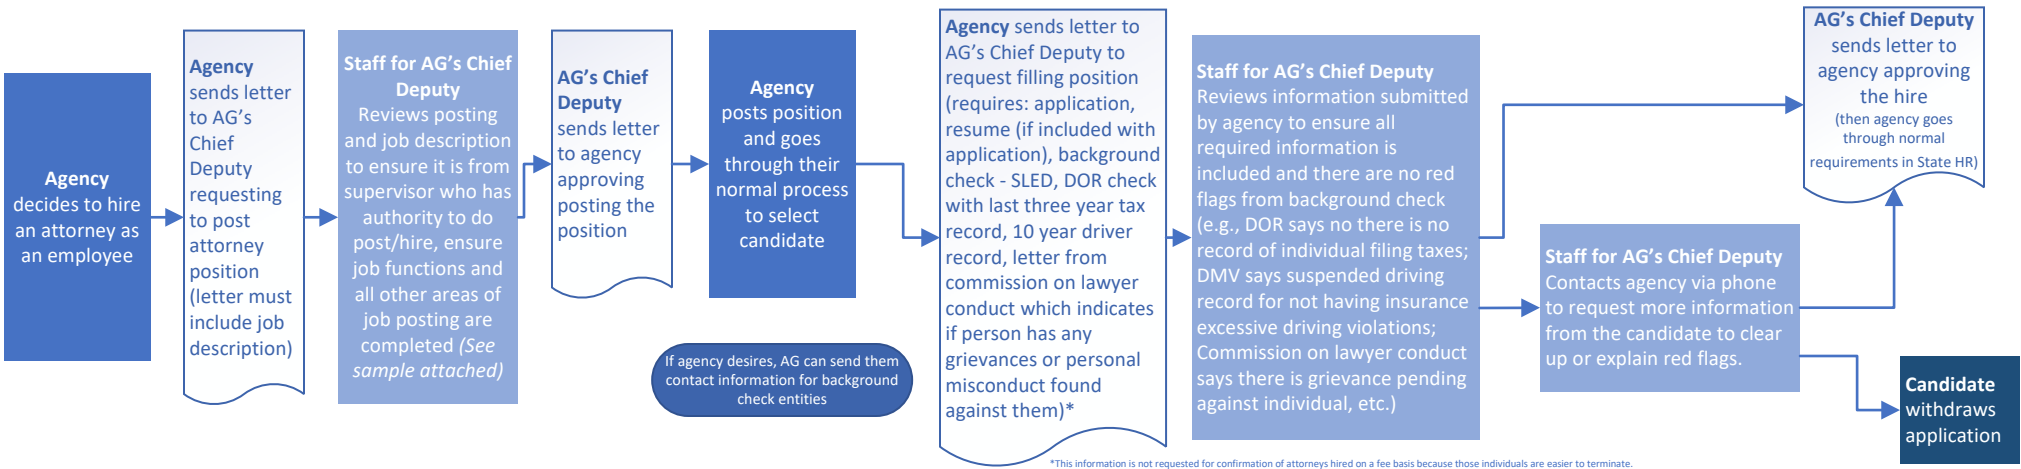 Agency
decides to hire
an attorney as
an employee
Agency
sends letter
to AG's
Chief
Deputy
requesting
to post
attorney
position
(letter must
include job
description)
Staff for AG's Chief
Deputy
Reviews posting
and job description
to ensure it is from
supervisor who has
authority to do
post/hire, ensure
job functions and
all other areas of
job posting are
completed (See
sample attached)
AG's Chief
Deputy
sends letter
to agency
approving
posting the
position
Agency
posts position
and goes
through their
normal process
to select
candidate
If agency desires, AG can send them
contact information for background
check entities
Agency sends letter to
AG's Chief Deputy to
request filling position
(requires: application,
resume (if included with
application), background
check - SLED, DOR check
with last three year tax
record, 10 year driver
record, letter from
commission on lawyer
conduct which indicates
if person has any
grievances or personal
misconduct found
against them)*
Staff for AG's Chief Deputy
Reviews information submitted
by agency to ensure all
required information is
included and there are no red
flags from background check
(e.g., DOR says no there is no
record of individual filing taxes;
DMV says suspended driving
record for not having insurance
excessive driving violations;
Commission on lawyer conduct
says there is grievance pending
against individual, etc.)
AG's Chief Deputy
sends letter to
agency approving
the hire
(then agency goes
through normal
requirements in State HR)
Staff for AG's Chief Deputy
Contacts agency via phone
to request more information
from the candidate to clear
up or explain red flags.
Candidate
withdraws
application
*This information is not requested for confirmation of attorneys hired on a fee basis because those individuals are easier to terminate.